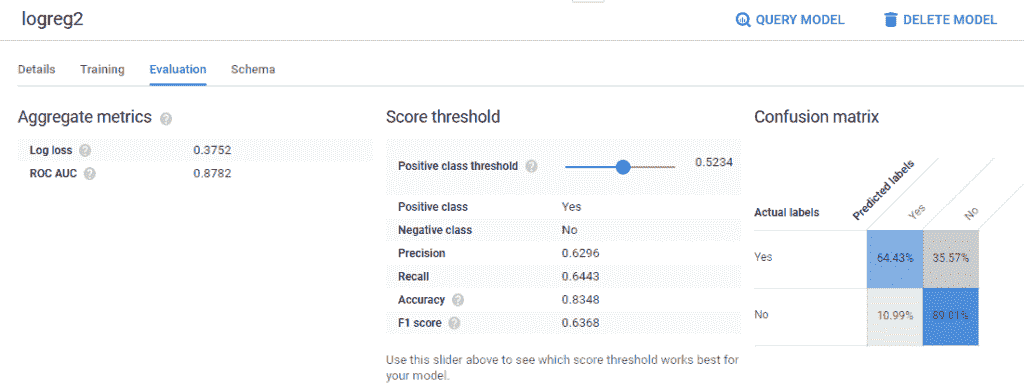 logreg2
QUERY MODEL
DELETE MODEL
Details Training Evaluation Schema
Aggregate metrics ?
Log loss ? 0.3752
ROC AUC ? 0.8782
Score threshold
Positive class threshold ? 0.5234
Positive class Yes
Negative class No
Precision 0.6296
Recall 0.6443
Accuracy ? 0.8348
F1 score ? 0.6368
Use this slider above to see which score threshold works best for
your model.
Confusion matrix
Actual labels Predicted labels Yes No
Yes 64.43% 35.57%
No 10.99% 89.01%